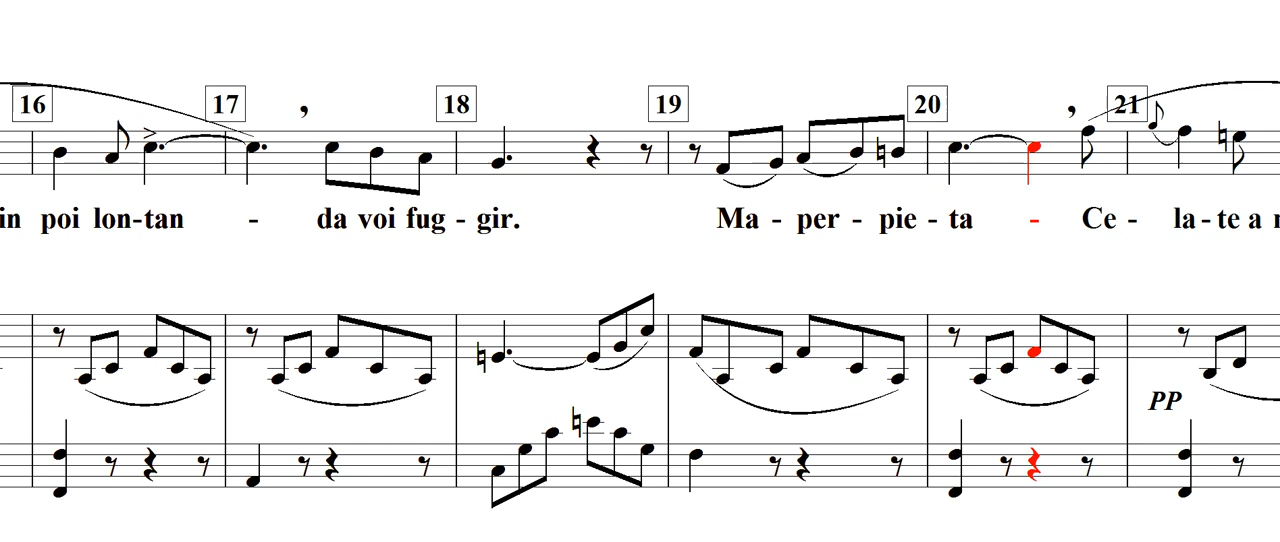 16 17 18 19 20 21
in poi lon-tan - da voi fug - gir. Ma - per - pie - ta - Ce - la - te a
PP